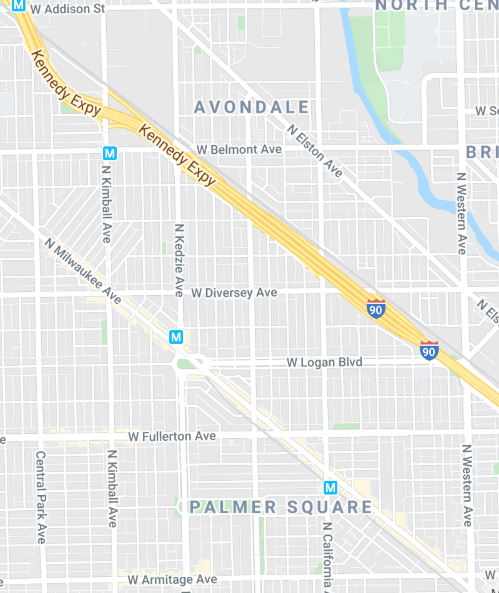 M
W Addison St
NORTH CEN
Kennedy Expy
AVONDALE
W Sc
N Elston Ave
Kennedy Expy
W Belmont Ave
M
BRI
N Kimball Ave
N Western Ave
N Kedzie Ave
N Milwaukee Ave
W Diversey Ave
90
N Els
M
90
W Logan Blvd
e
W Fullerton Ave
Central Park Ave
N Kimball Ave
N Western Ave
M
PALMER SQUARE
N California A
W Armitage Ave
W